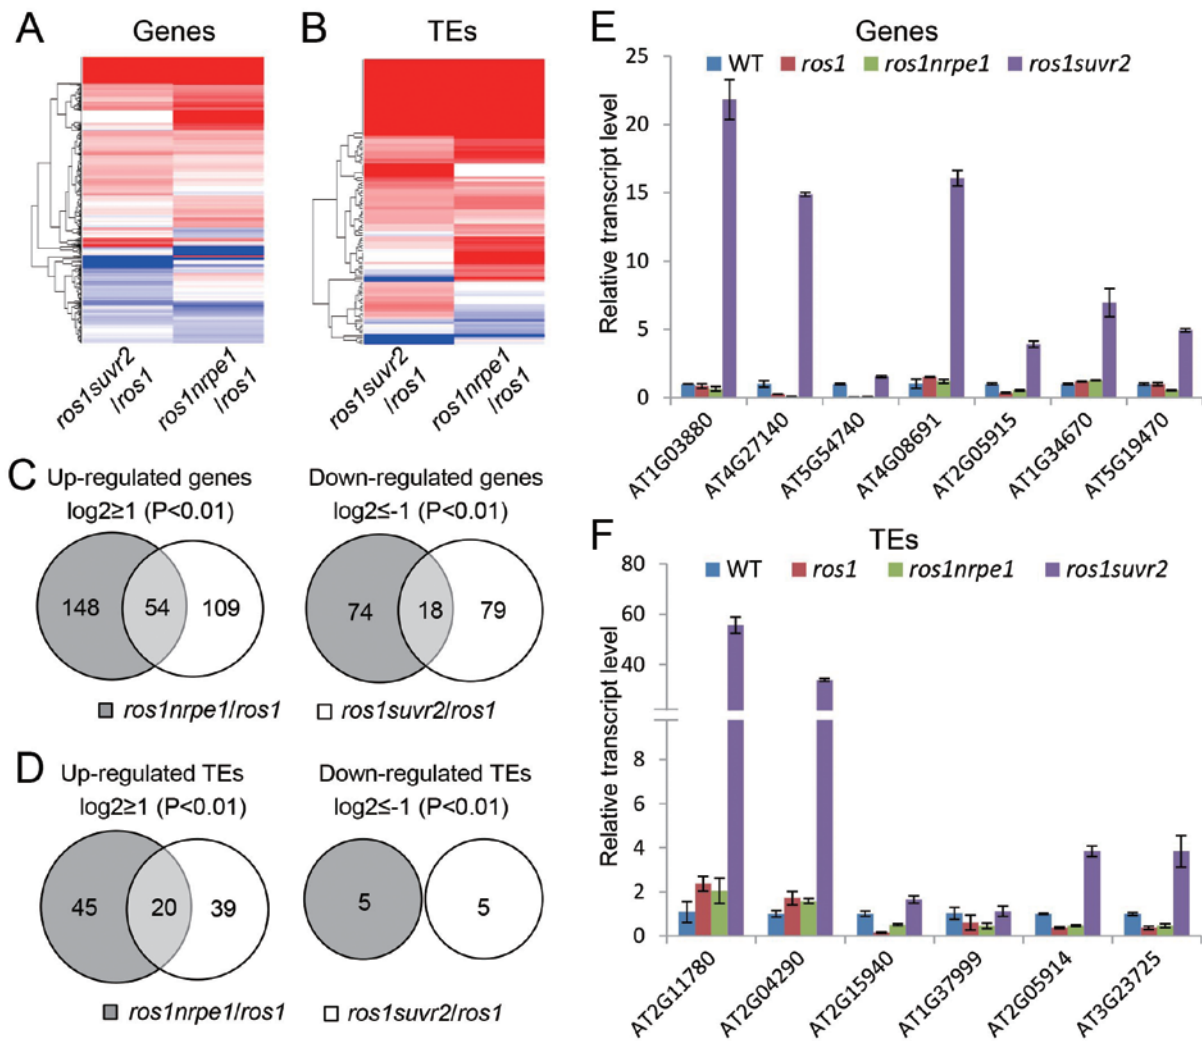 A
Genes
ros1suvr2
/ros1
ros1nrpe1
/ros1
B
TEs
ros1suvr2
/ros1
ros1nrpe1
/ros1
C
Up-regulated genes
log2≥1 (P<0.01)
148
54
109
Down-regulated genes
log2≤-1 (P<0.01)
74
18
79
ros1nrpe1/ros1
ros1suvr2/ros1
D
Up-regulated TEs
log2≥1 (P<0.01)
45
20
39
Down-regulated TEs
log2≤-1 (P<0.01)
5
5
ros1nrpe1/ros1
ros1suvr2/ros1
E
Genes
WT
ros1
ros1nrpe1
ros1suvr2
Relative transcript level
25
20
15
10
5
0
AT1G03880
AT4G27140
AT5G54740
AT4G08691
AT2G05915
AT1G34670
AT5G19470
F
TEs
WT
ros1
ros1nrpe1
ros1suvr2
Relative transcript level
80
60
40
8
6
4
2
0
AT2G11780
AT2G04290
AT2G15940
AT1G37999
AT2G05914
AT3G23725